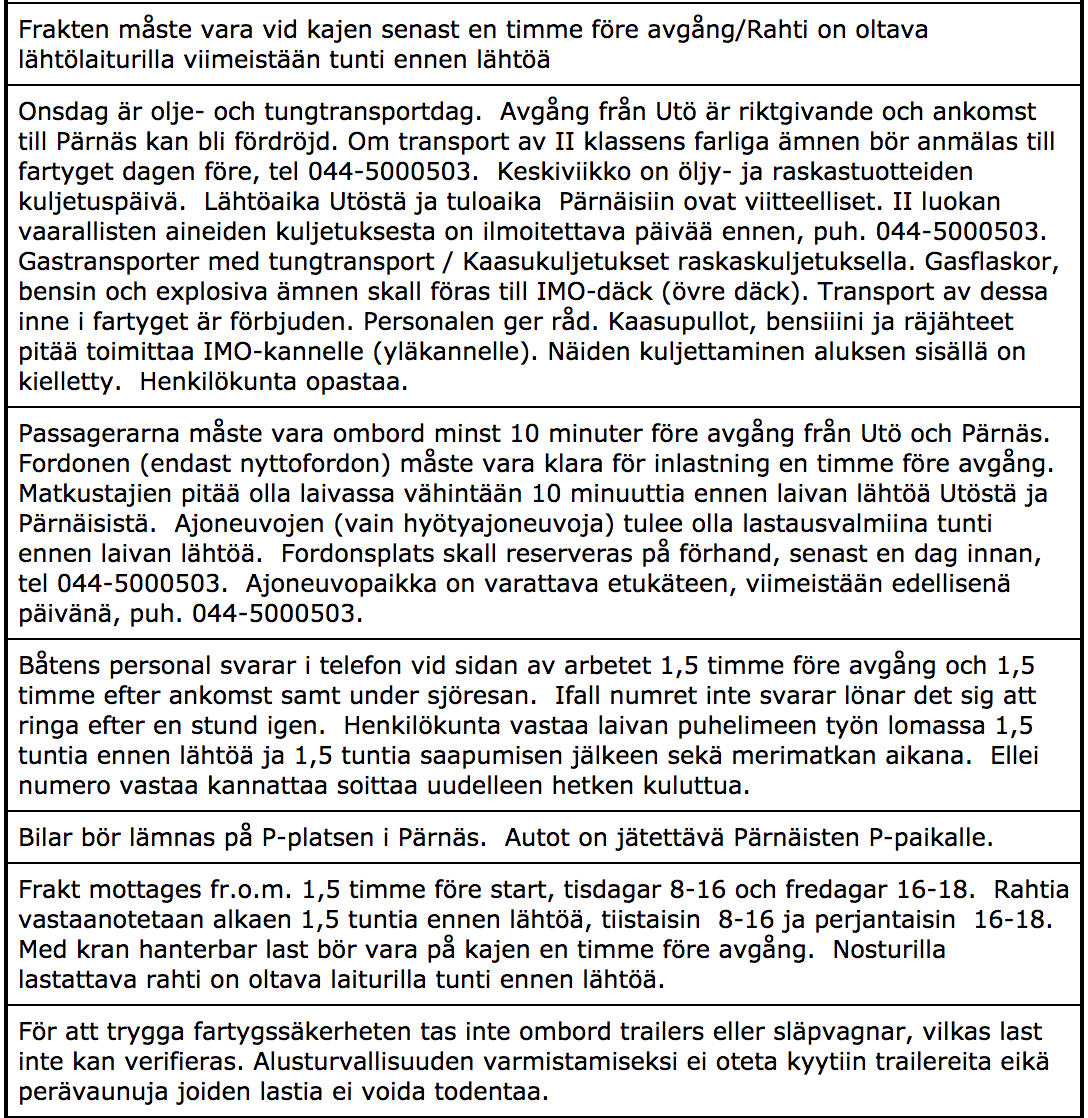 Frakten måste vara vid kajen senast en timme före avgång/Rahti on oltava
lähtölaiturilla viimeistään tunti ennen lähtöä
Onsdag är olje- och tungtransportdag.  Avgång från Utö är riktgivande och ankomst
till Pärnäs kan bli fördröjd. Om transport av II klassens farliga ämnen bör anmälas till
fartyget dagen före, tel 044-5000503.  Keskiviikko on öljy- ja raskastuotteiden
kuljetuspäivä.  Lähtöaika Utöstä ja tuloaika  Pärnäisiin ovat viitteelliset. II luokan
vaarallisten aineiden kuljetuksesta on ilmoitettava päivää ennen, puh. 044-5000503.
Gastransporter med tungtransport / Kaasukuljetukset raskaskuljetuksella. Gasflaskor,
bensin och explosiva ämnen skall föras till IMO-däck (övre däck). Transport av dessa
inne i fartyget är förbjuden. Personalen ger råd. Kaasupullot, bensiiini ja räjähteet
pitää toimittaa IMO-kannelle (yläkannelle). Näiden kuljettaminen aluksen sisällä on
kielletty.  Henkilökunta opastaa.
Passagerarna måste vara ombord minst 10 minuter före avgång från Utö och Pärnäs.
Fordonen (endast nyttofordon) måste vara klara för inlastning en timme före avgång.
Matkustajien pitää olla laivassa vähintään 10 minuuttia ennen laivan lähtöä Utöstä ja
Pärnäisistä.  Ajoneuvojen (vain hyötyajoneuvoja) tulee olla lastausvalmiina tunti
ennen laivan lähtöä.  Fordonsplats skall reserveras på förhand, senast en dag innan,
tel 044-5000503.  Ajoneuvopaikka on varattava etukäteen, viimeistään edellisenä
päivänä, puh. 044-5000503.
Båtens personal svarar i telefon vid sidan av arbetet 1,5 timme före avgång och 1,5
timme efter ankomst samt under sjöresan.  Ifall numret inte svarar lönar det sig att
ringa efter en stund igen.  Henkilökunta vastaa laivan puhelimeen työn lomassa 1,5
tuntia ennen lähtöä ja 1,5 tuntia saapumisen jälkeen sekä merimatkan aikana.  Ellei
numero vastaa kannattaa soittaa uudelleen hetken kuluttua.
Bilar bör lämnas på P-platsen i Pärnäs.  Autot on jätettävä Pärnäisten P-paikalle.
Frakt mottages fr.o.m. 1,5 timme före start, tisdagar 8-16 och fredagar 16-18.  Rahtia
vastaanotetaan alkaen 1,5 tuntia ennen lähtöä, tiistaisin  8-16 ja perjantaisin  16-18.
Med kran hanterbar last bör vara på kajen en timme före avgång.  Nosturilla
lastattava rahti on oltava laiturilla tunti ennen lähtöä.
För att trygga fartygssäkerheten tas inte ombord trailers eller släpvagnar, vilkas last
inte kan verifieras. Alusturvallisuuden varmistamiseksi ei oteta kyytiin trailereita eikä
perävaunuja joiden lastia ei voida todentaa.